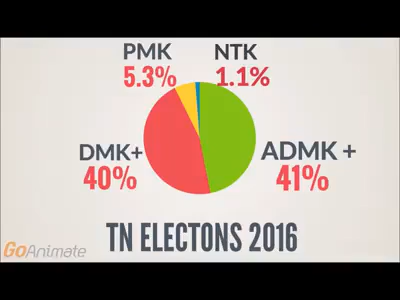 PMK NTK
5.3% 1.1%
DMK+ ADMK +
40% 41%
TN ELECTONS 2016
GoAnimate